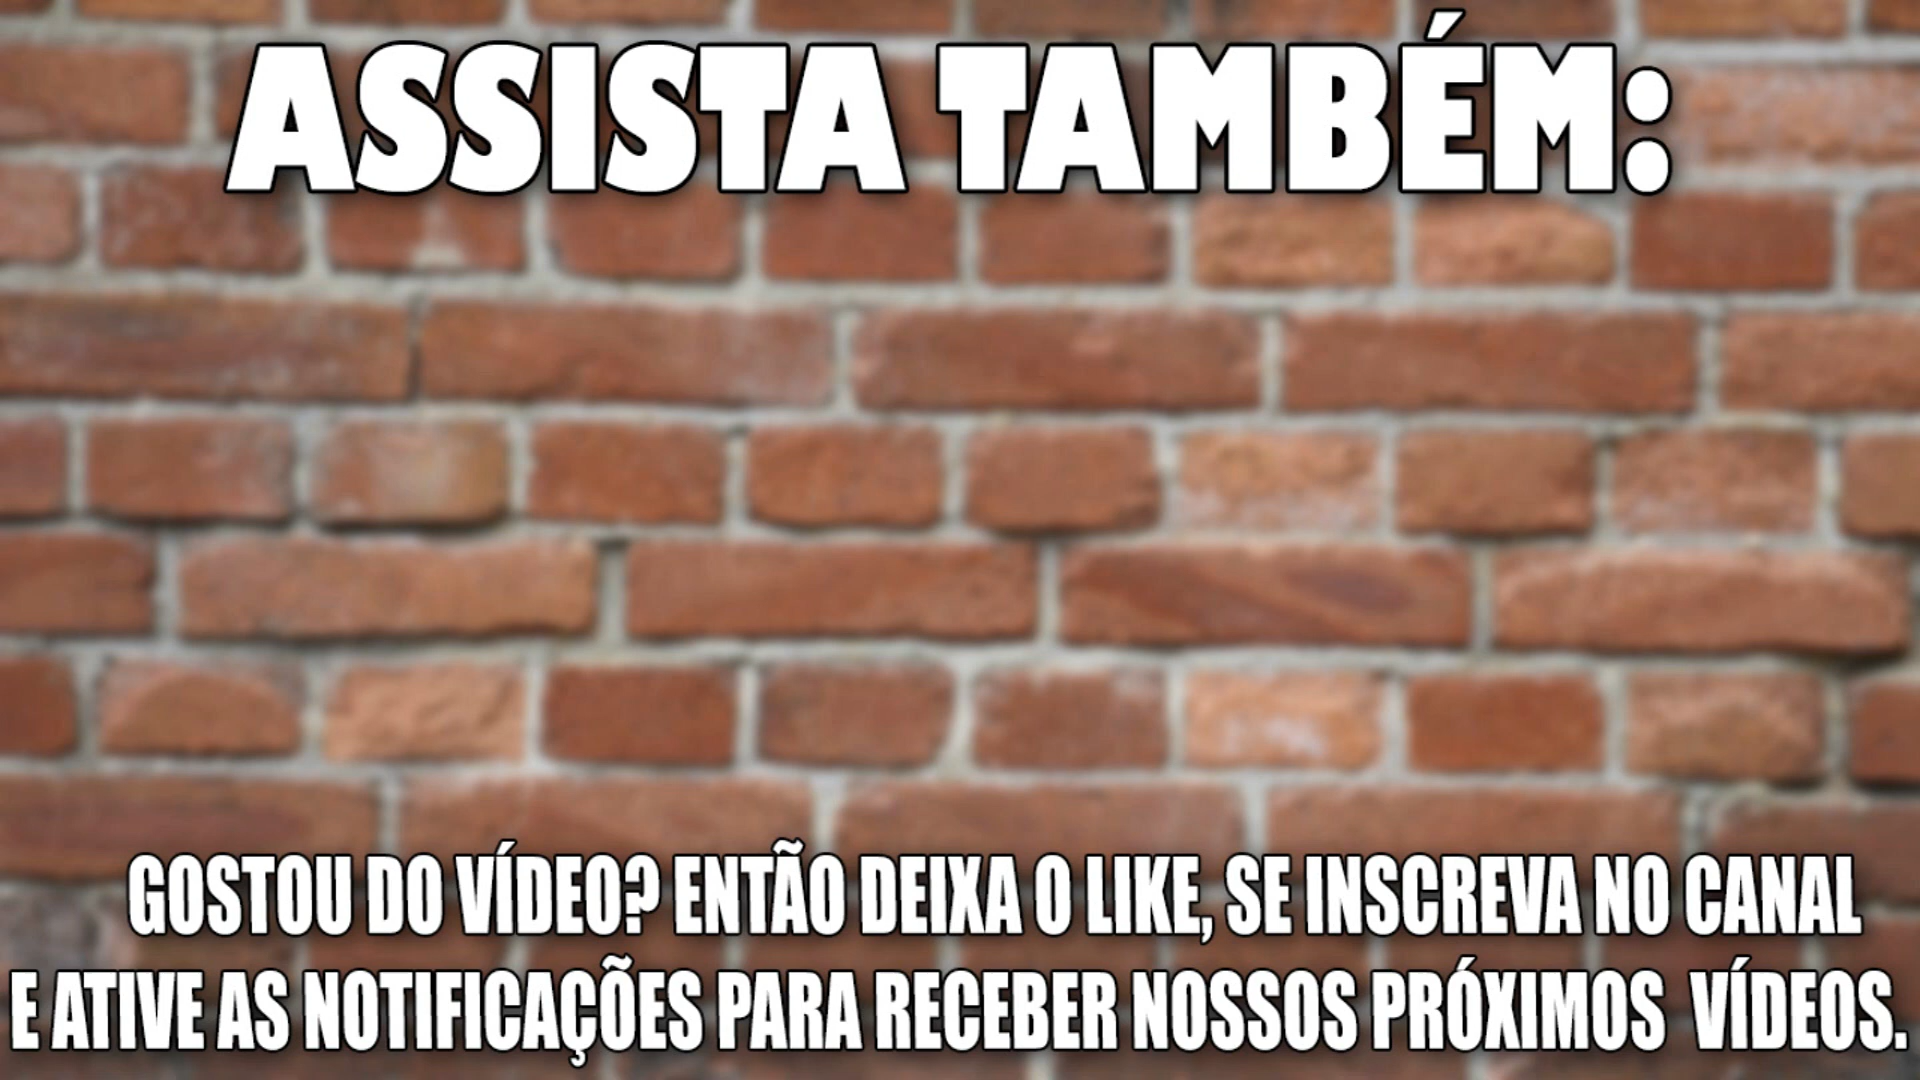 ASSISTA TAMBÉM:
GOSTOU DO VÍDEO? ENTÃO DEIXA O LIKE, SE INSCREVA NO CANAL
E ATIVE AS NOTIFICAÇÕES PARA RECEBER NOSSOS PRÓXIMOS VÍDEOS.